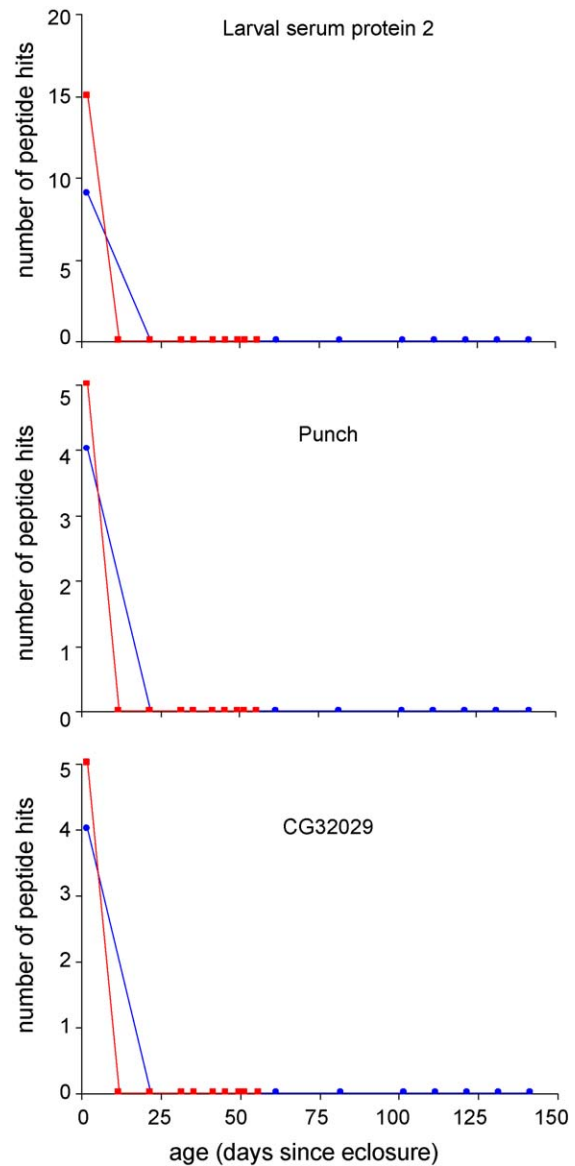 Larval serum protein 2
number of peptide hits
20
15
10
5
0
Punch
number of peptide hits
5
4
3
2
1
0
CG32029
number of peptide hits
5
4
3
2
1
0
0 25 50 75 100 125 150
age (days since eclosure)